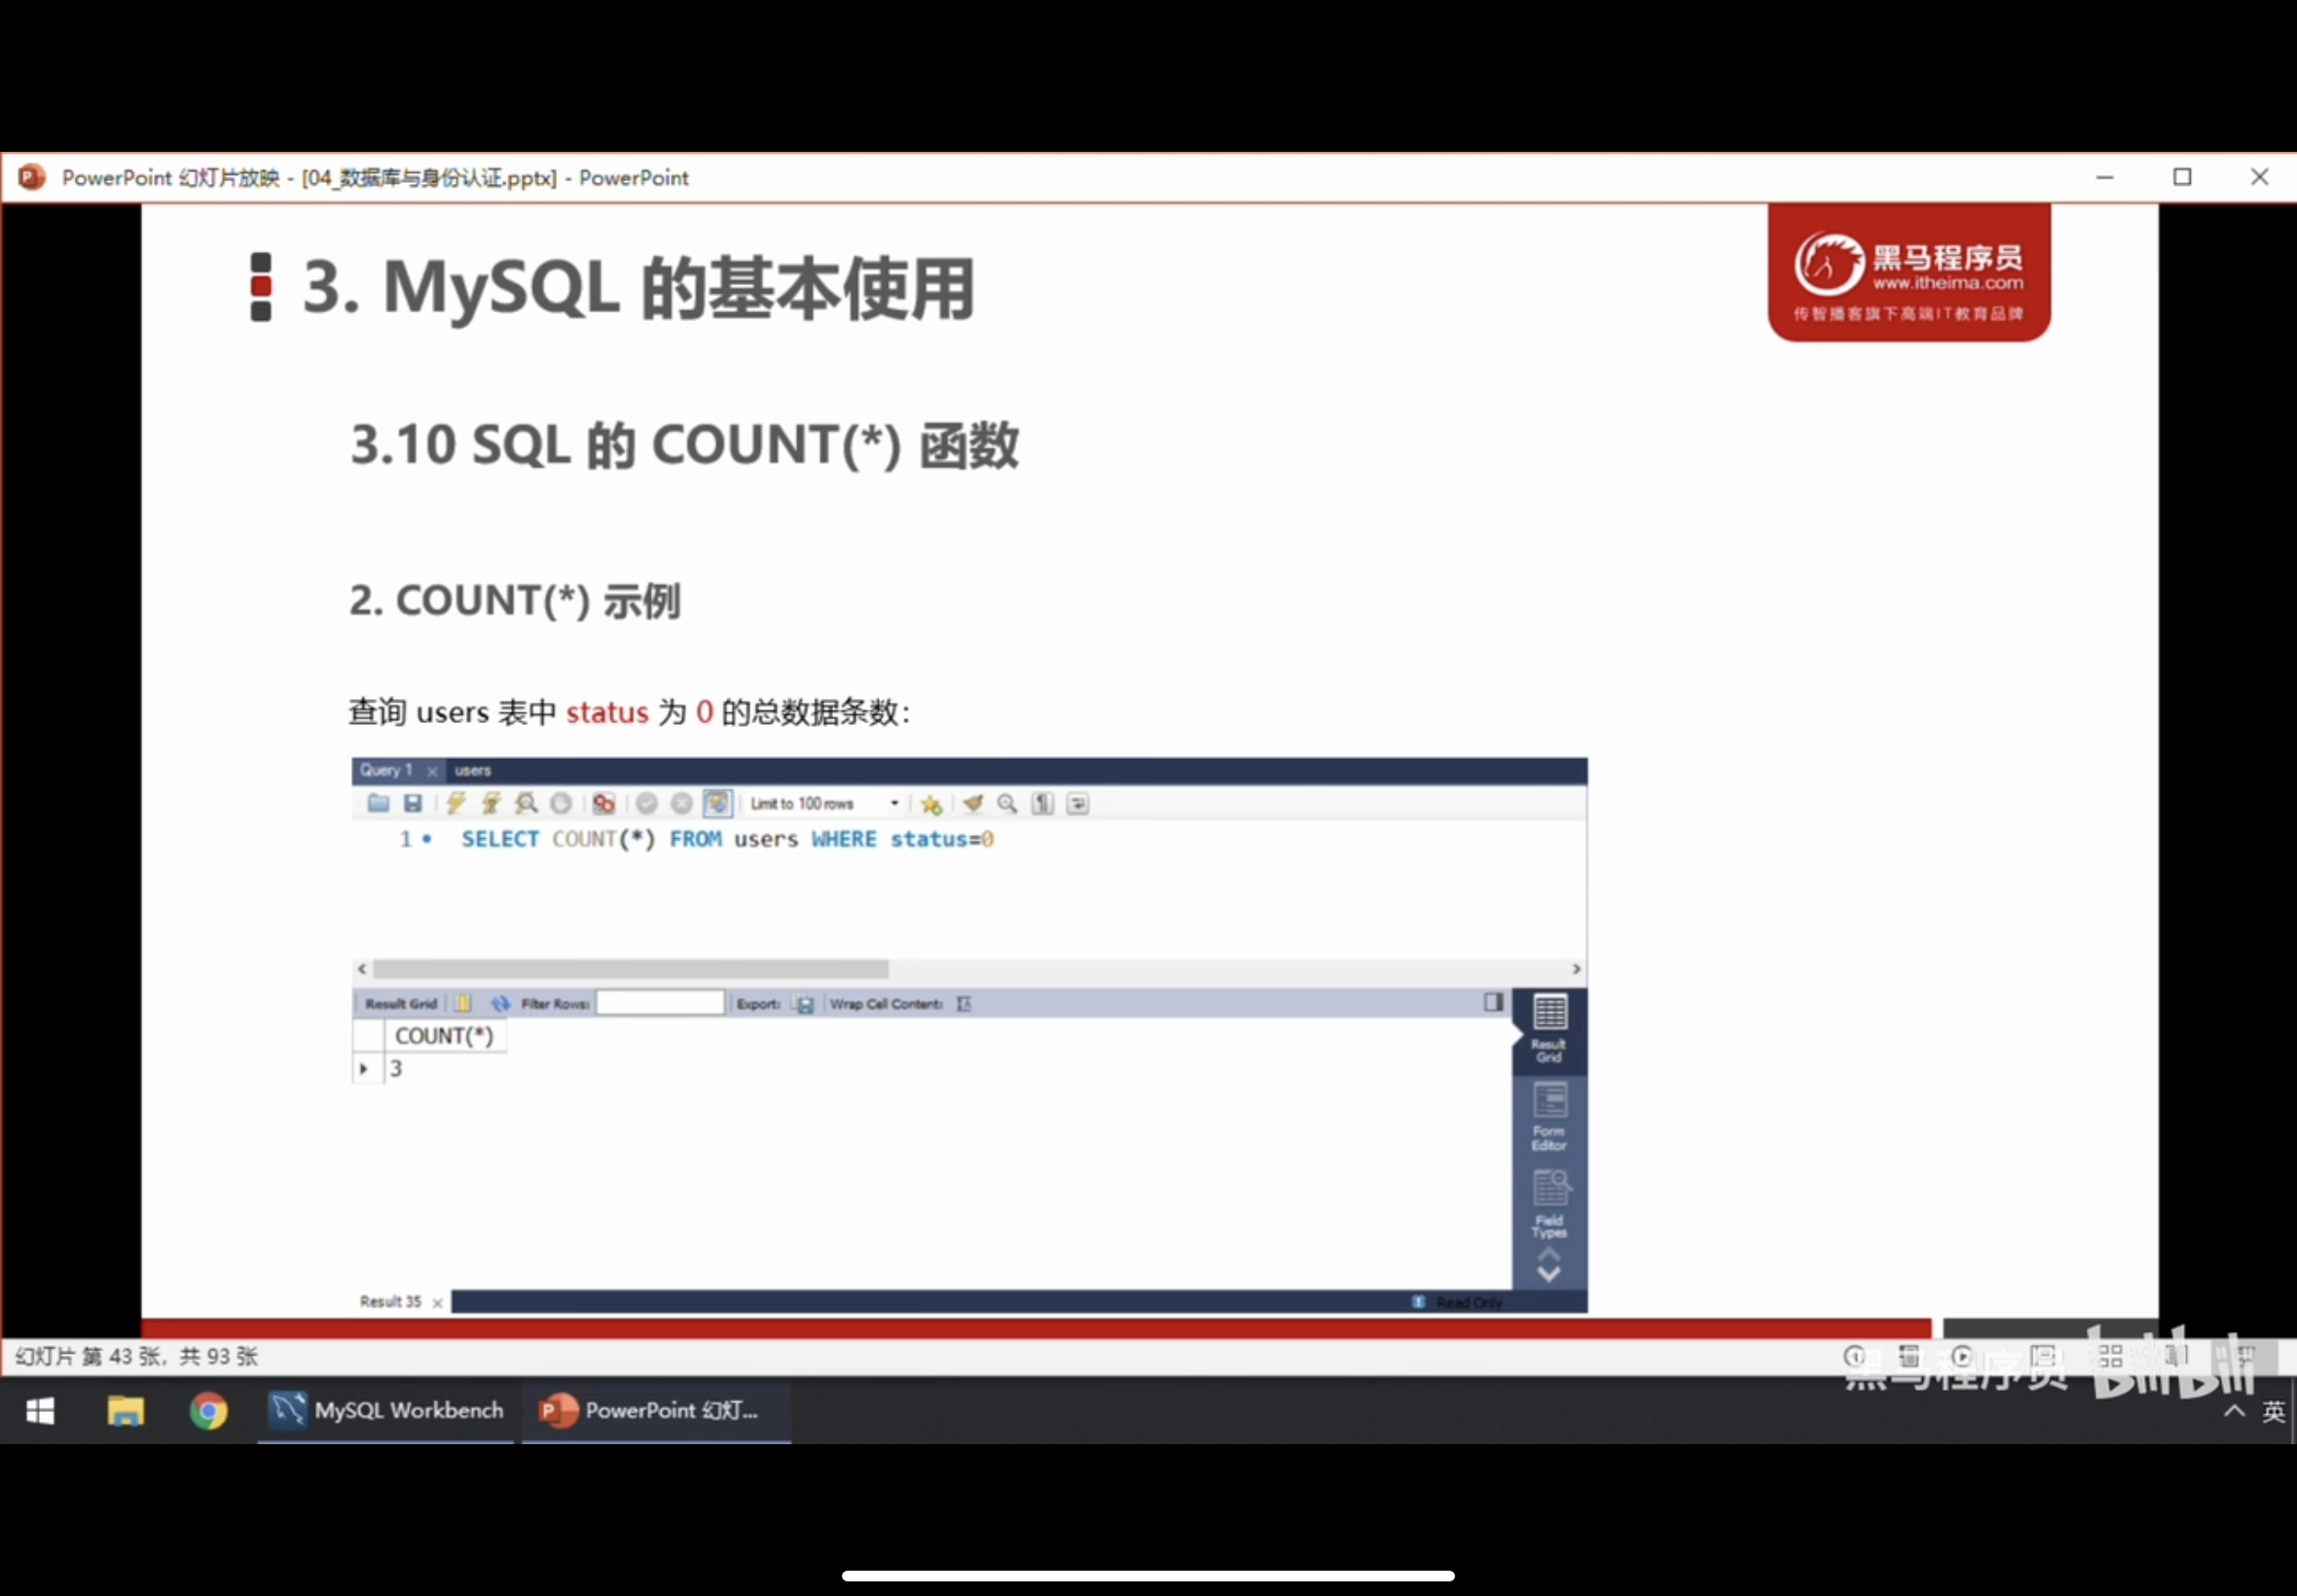 PowerPoint 幻灯片放映 - [04_数据库与身份认证.pptx] - PowerPoint
3. MySQL 的基本使用
黑马程序员
www.itheima.com
传智播客旗下高端IT教育品牌
3.10 SQL 的 COUNT(*) 函数
2. COUNT(*) 示例
查询 users 表中 status 为 0 的总数据条数：
Query 1 users
Limit to 100 rows
1 SELECT COUNT(*) FROM users WHERE status=0
Result Grid Filter Rows: Export: Wrap Cell Content:
COUNT(*)
3
Result
Grid
Form
Editor
Field
Types
Result 35 Read Only
幻灯片 第 43 张，共 93 张
黑马程序员 bilibili
MySQL Workbench PowerPoint 幻灯... 英